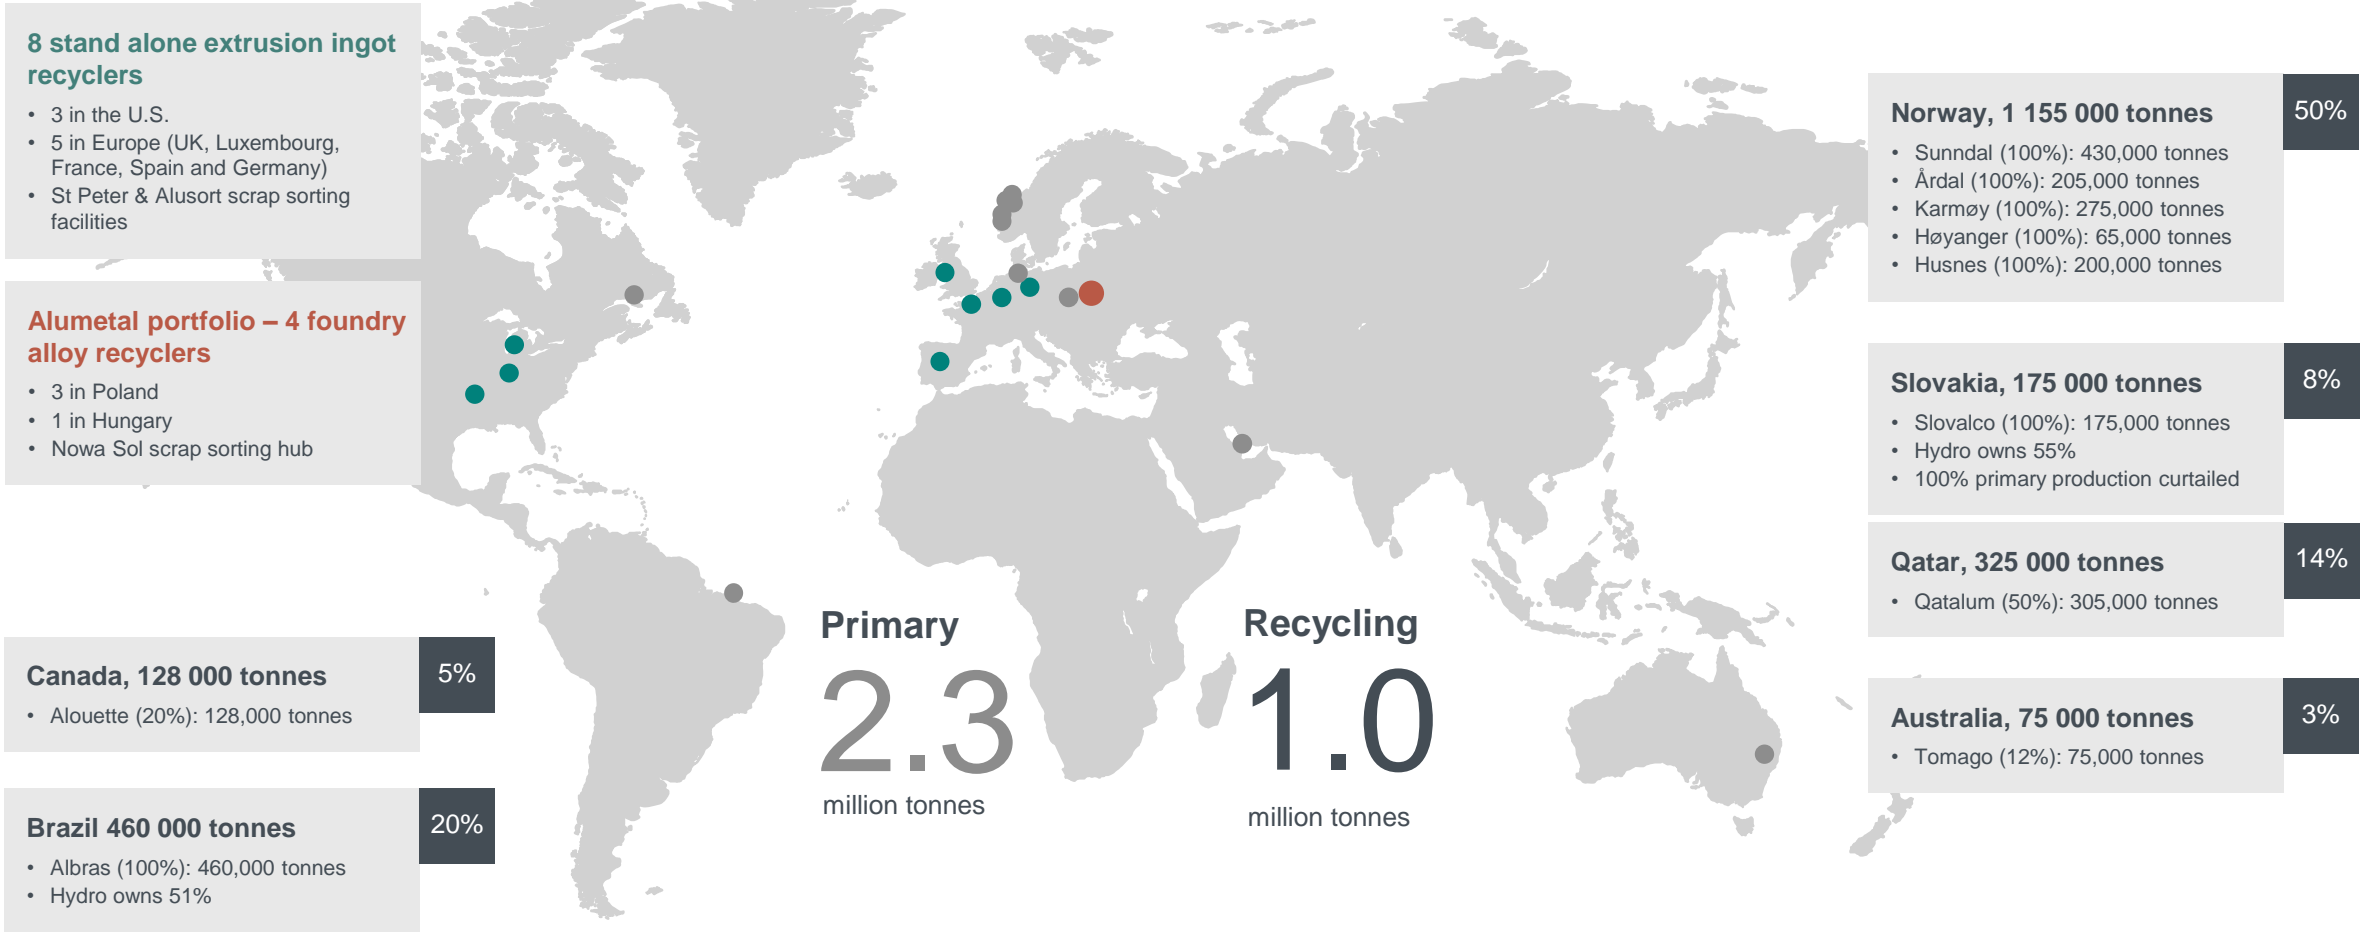 8 stand alone extrusion ingot
recyclers
• 3 in the U.S.
• 5 in Europe (UK, Luxembourg,
France, Spain and Germany)
• St Peter & Alusort scrap sorting
facilities
Alumetal portfolio – 4 foundry
alloy recyclers
• 3 in Poland
• 1 in Hungary
• Nowa Sol scrap sorting hub
Canada, 128 000 tonnes
5%
• Alouette (20%): 128,000 tonnes
Brazil 460 000 tonnes
20%
• Albras (100%): 460,000 tonnes
• Hydro owns 51%
Primary
2.3
million tonnes
Recycling
1.0
million tonnes
Norway, 1 155 000 tonnes
50%
• Sunndal (100%): 430,000 tonnes
• Årdal (100%): 205,000 tonnes
• Karmøy (100%): 275,000 tonnes
• Høyanger (100%): 65,000 tonnes
• Husnes (100%): 200,000 tonnes
Slovakia, 175 000 tonnes
8%
• Slovalco (100%): 175,000 tonnes
• Hydro owns 55%
• 100% primary production curtailed
Qatar, 325 000 tonnes
14%
• Qatalum (50%): 305,000 tonnes
Australia, 75 000 tonnes
3%
• Tomago (12%): 75,000 tonnes